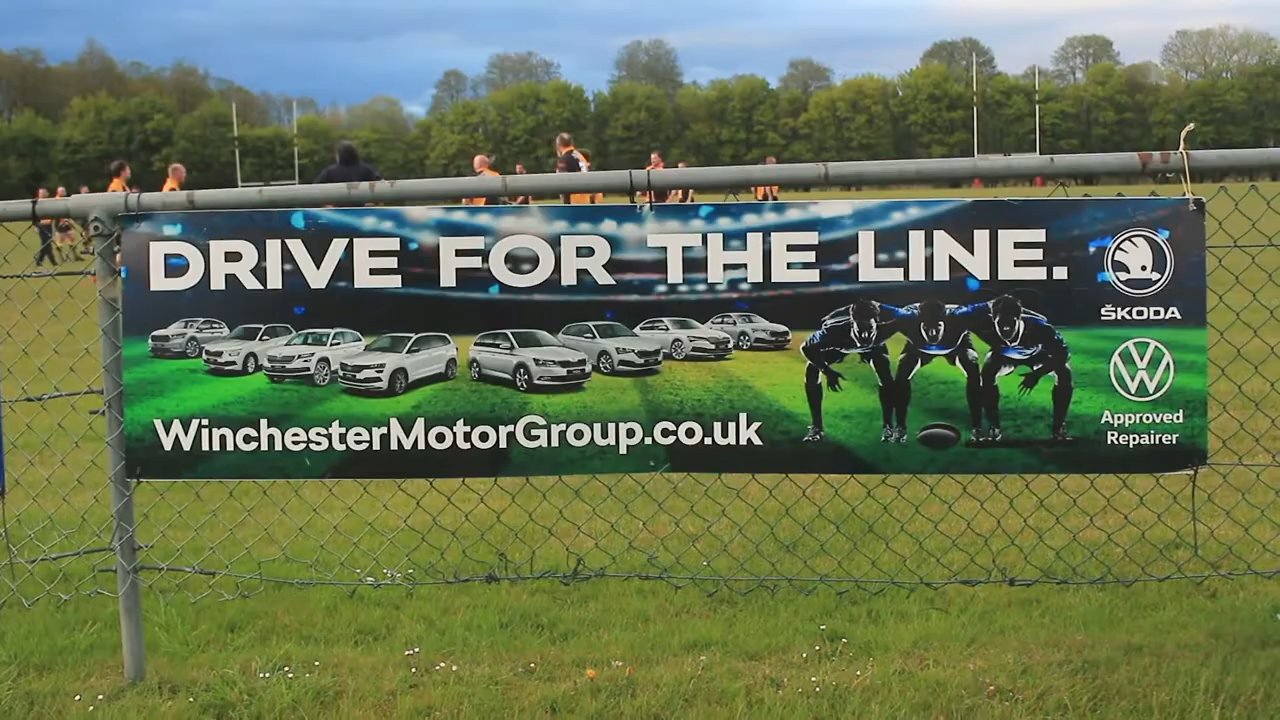 DRIVE FOR THE LINE.
ŠKODA
WinchesterMotorGroup.co.uk
Approved
Repairer